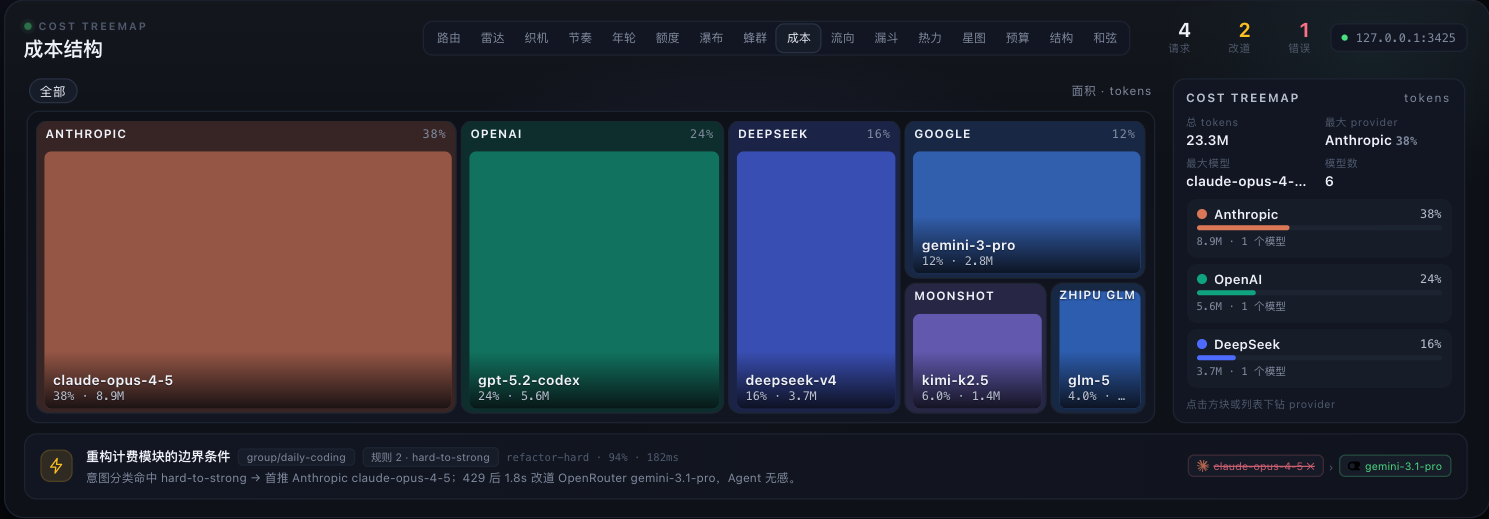 COST TREEMAP
成本结构
路由 雷达 织机 节奏 年轮 额度 瀑布 蜂群 成本 流向 漏斗 热力 星图 预算 结构 和弦
4 请求
2 改道
1 错误
127.0.0.1:3425
全部
面积 · tokens
ANTHROPIC 38%
claude-opus-4-5
38% · 8.9M
OPENAI 24%
gpt-5.2-codex
24% · 5.6M
DEEPSEEK 16%
deepseek-v4
16% · 3.7M
GOOGLE 12%
gemini-3-pro
12% · 2.8M
MOONSHOT
kimi-k2.5
6.0% · 1.4M
ZHIPU GLM
glm-5
4.0% · …
COST TREEMAP tokens
总 tokens
23.3M
最大 provider
Anthropic 38%
最大模型
claude-opus-4-...
模型数
6
Anthropic 38%
8.9M · 1 个模型
OpenAI 24%
5.6M · 1 个模型
DeepSeek 16%
3.7M · 1 个模型
点击方块或列表下钻 provider
重构计费模块的边界条件 group/daily-coding 规则 2 · hard-to-strong refactor-hard · 94% · 182ms
意图分类命中 hard-to-strong → 首推 Anthropic claude-opus-4-5；429 后 1.8s 改道 OpenRouter gemini-3.1-pro，Agent 无感。
claude-opus-4-5 ✕ › gemini-3.1-pro